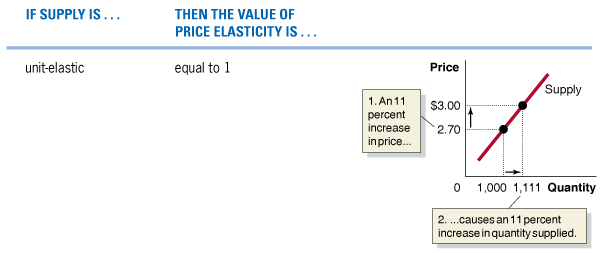 IF SUPPLY IS . . .
THEN THE VALUE OF
PRICE ELASTICITY IS . . .
unit-elastic
equal to 1
Price
Supply
1. An 11
percent
increase
in price...
$3.00
2.70
0
1,000
1,111
Quantity
2. ...causes an 11 percent
increase in quantity supplied.